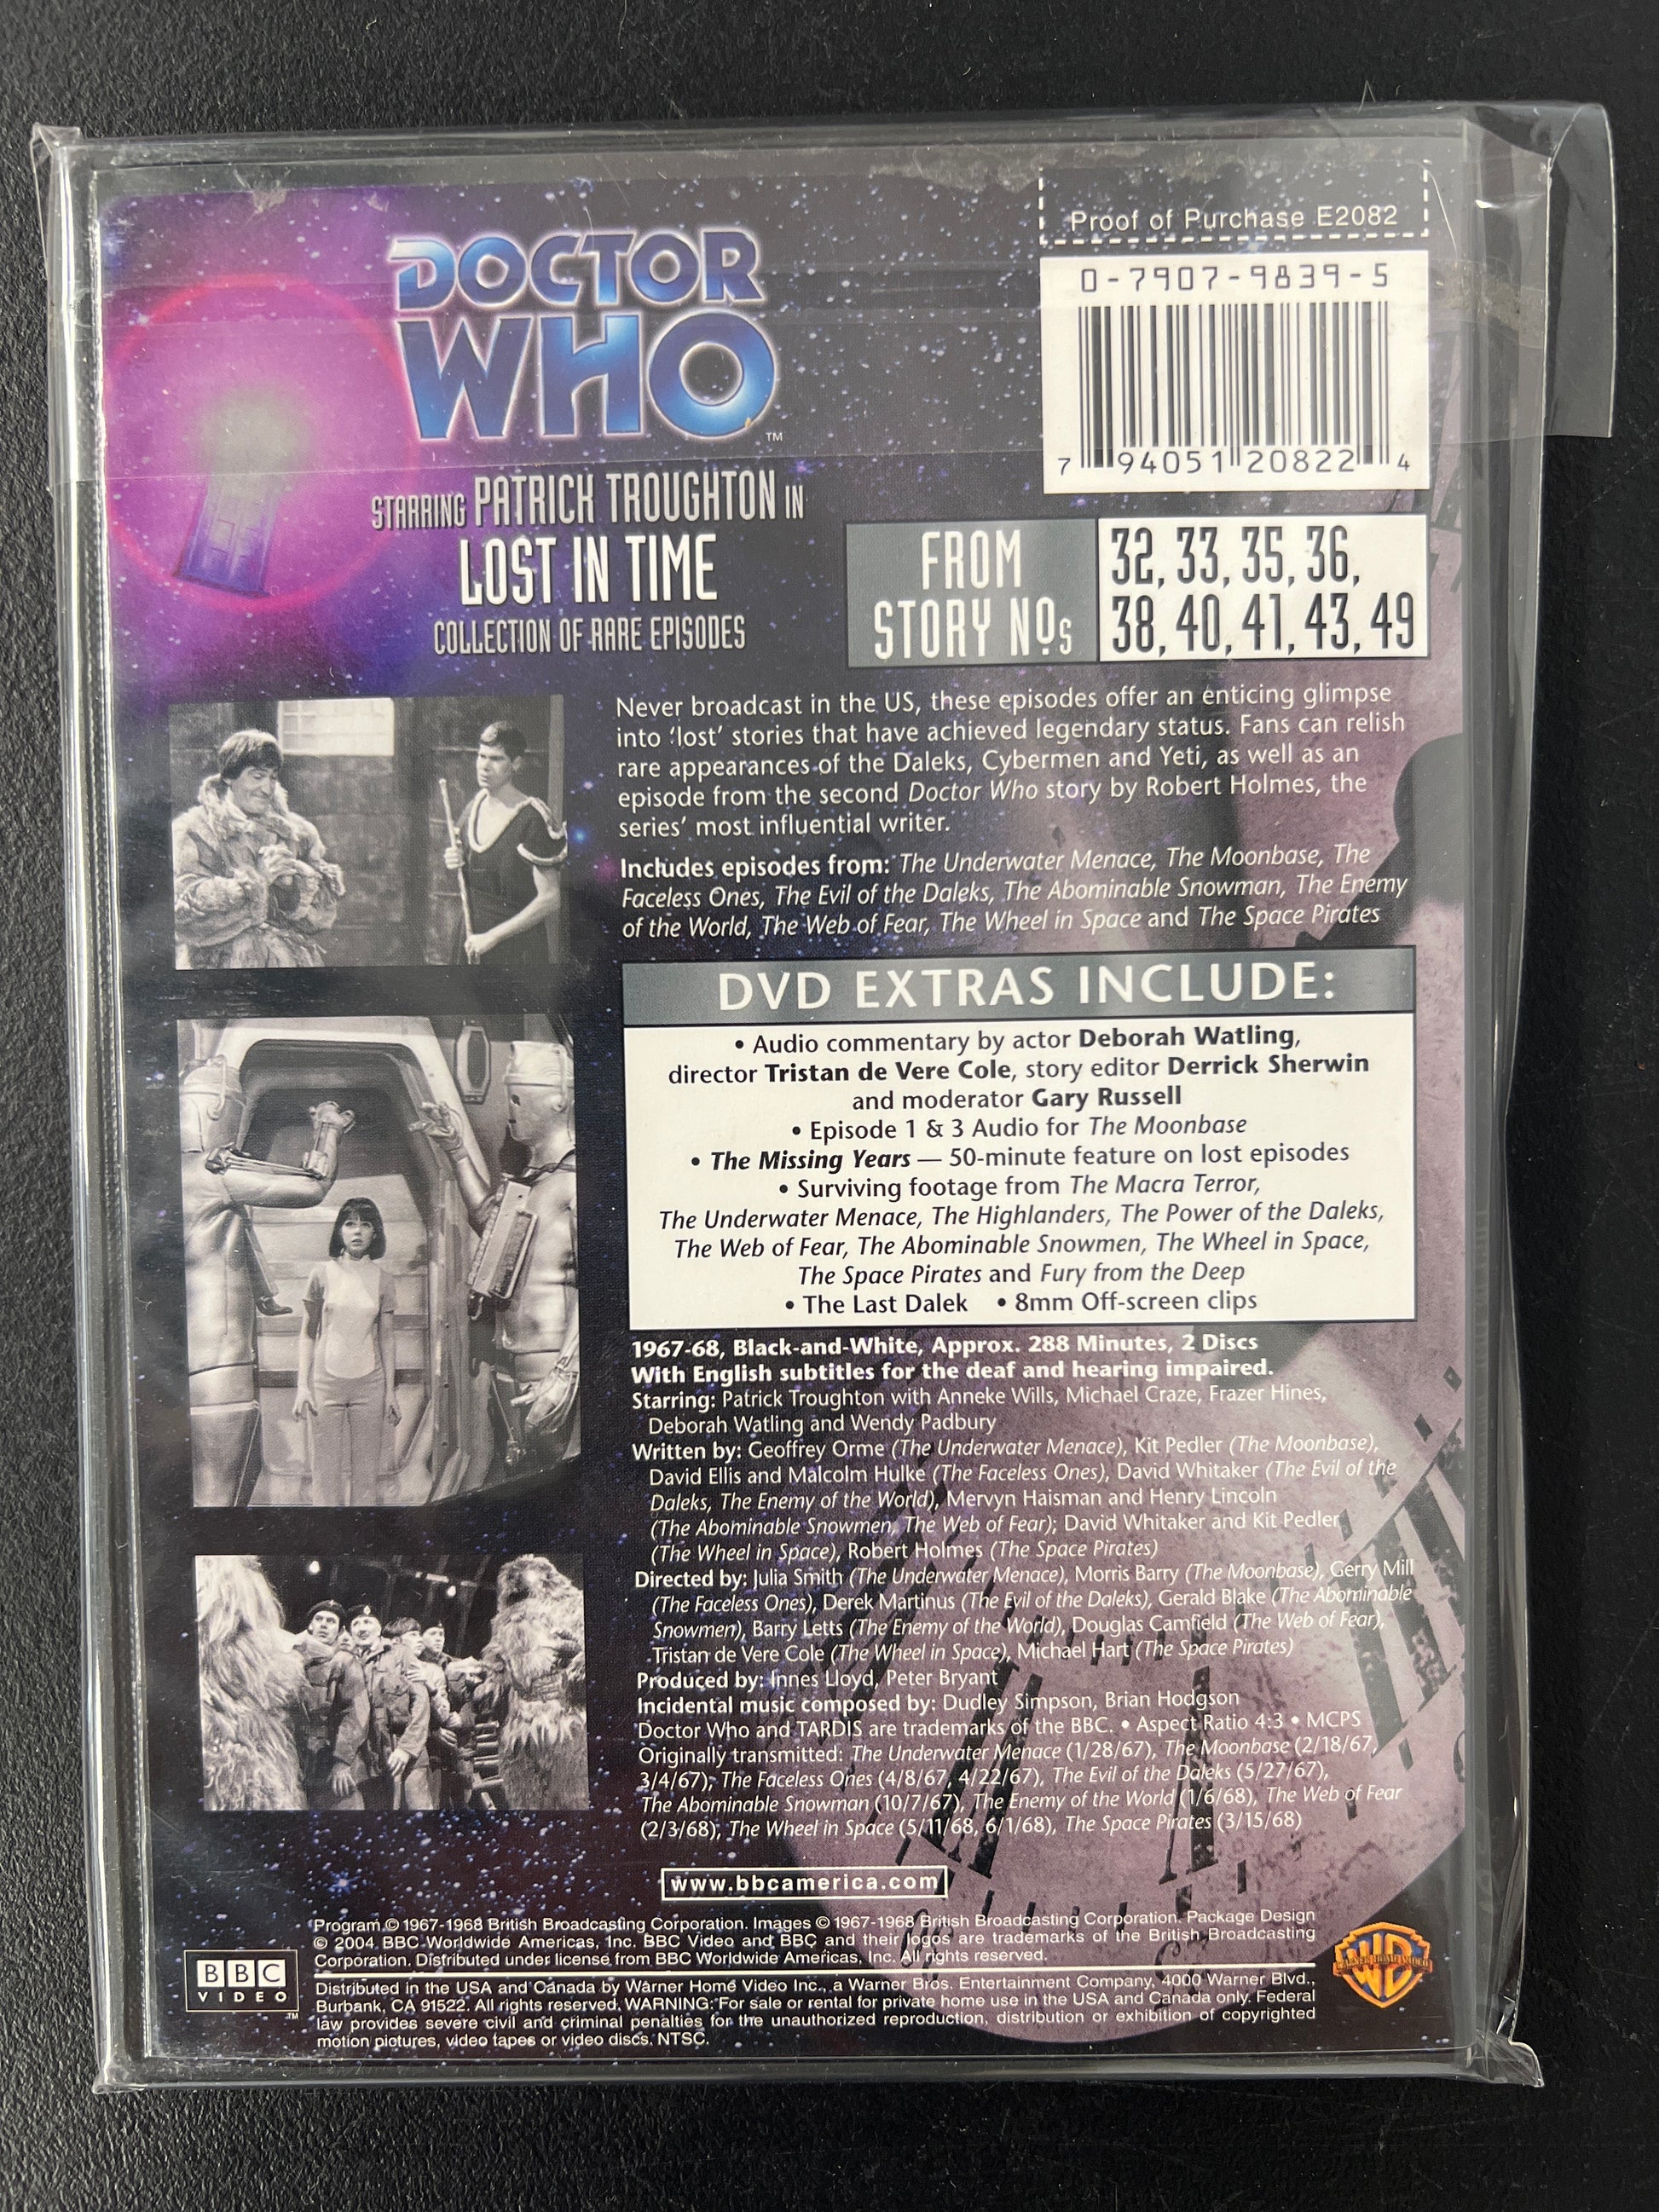 Proof of Purchase E2082
0-7907-9839-5
7 94051 20822 4
DOCTOR
WHO
TM
STARRING PATRICK TROUGHTON IN
LOST IN TIME
COLLECTION OF RARE EPISODES
FROM
STORY Nos
32, 33, 35, 36,
38, 40, 41, 43, 49
Never broadcast in the US, these episodes offer an enticing glimpse
into ‘lost’ stories that have achieved legendary status. Fans can relish
rare appearances of the Daleks, Cybermen and Yeti, as well as an
episode from the second Doctor Who story by Robert Holmes, the
series’ most influential writer.
Includes episodes from: The Underwater Menace, The Moonbase, The
Faceless Ones, The Evil of the Daleks, The Abominable Snowman, The Enemy
of the World, The Web of Fear, The Wheel in Space and The Space Pirates
DVD EXTRAS INCLUDE:
• Audio commentary by actor Deborah Watling,
director Tristan de Vere Cole, story editor Derrick Sherwin
and moderator Gary Russell
• Episode 1 & 3 Audio for The Moonbase
• The Missing Years — 50-minute feature on lost episodes
• Surviving footage from The Macra Terror,
The Underwater Menace, The Highlanders, The Power of the Daleks,
The Web of Fear, The Abominable Snowmen, The Wheel in Space,
The Space Pirates and Fury from the Deep
• The Last Dalek • 8mm Off-screen clips
1967-68, Black-and-White, Approx. 288 Minutes, 2 Discs
With English subtitles for the deaf and hearing impaired.
Starring: Patrick Troughton with Anneke Wills, Michael Craze, Frazer Hines,
Deborah Watling and Wendy Padbury
Written by: Geoffrey Orme (The Underwater Menace), Kit Pedler (The Moonbase),
David Ellis and Malcolm Hulke (The Faceless Ones), David Whitaker (The Evil of the
Daleks, The Enemy of the World), Mervyn Haisman and Henry Lincoln
(The Abominable Snowmen, The Web of Fear); David Whitaker and Kit Pedler
(The Wheel in Space), Robert Holmes (The Space Pirates)
Directed by: Julia Smith (The Underwater Menace), Morris Barry (The Moonbase), Gerry Mill
(The Faceless Ones), Derek Martinus (The Evil of the Daleks), Gerald Blake (The Abominable
Snowmen), Barry Letts (The Enemy of the World), Douglas Camfield (The Web of Fear),
Tristan de Vere Cole (The Wheel in Space), Michael Hart (The Space Pirates)
Produced by: Innes Lloyd, Peter Bryant
Incidental music composed by: Dudley Simpson, Brian Hodgson
Doctor Who and TARDIS are trademarks of the BBC. • Aspect Ratio 4:3 • MCPS
Originally transmitted: The Underwater Menace (1/28/67), The Moonbase (2/18/67,
3/4/67); The Faceless Ones (4/8/67, 4/22/67), The Evil of the Daleks (5/27/67),
The Abominable Snowman (10/7/67), The Enemy of the World (1/6/68), The Web of Fear
(2/3/68), The Wheel in Space (5/11/68, 6/1/68), The Space Pirates (3/15/68)
www.bbcamerica.com
Program © 1967-1968 British Broadcasting Corporation. Images © 1967-1968 British Broadcasting Corporation. Package Design
© 2004 BBC Worldwide Americas, Inc. BBC Video and BBC and their logos are trademarks of the British Broadcasting
Corporation. Distributed under license from BBC Worldwide Americas, Inc. All rights reserved.
BBC
VIDEO
TM
Distributed in the USA and Canada by Warner Home Video Inc., a Warner Bros. Entertainment Company, 4000 Warner Blvd.,
Burbank, CA 91522. All rights reserved. WARNING: For sale or rental for private home use in the USA and Canada only. Federal
law provides severe civil and criminal penalties for the unauthorized reproduction, distribution or exhibition of copyrighted
motion pictures, video tapes or video discs. NTSC.
WB
WARNER HOME VIDEO